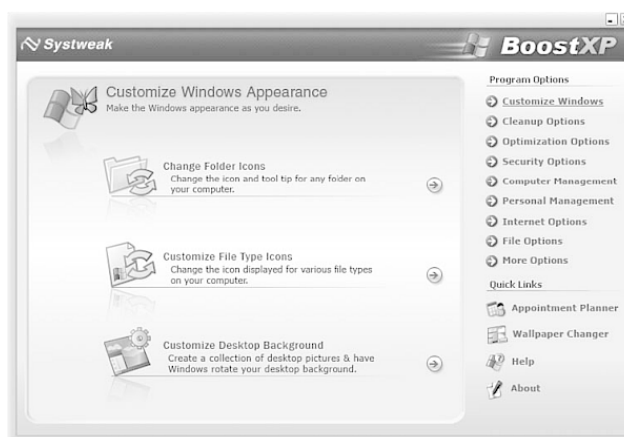 Systweak
BoostXP
Customize Windows Appearance
Make the Windows appearance as you desire.
Change Folder Icons
Change the icon and tool tip for any folder on
your computer.
Customize File Type Icons
Change the icon displayed for various file types
on your computer.
Customize Desktop Background
Create a collection of desktop pictures & have
Windows rotate your desktop background.
Program Options
Customize Windows
Cleanup Options
Optimization Options
Security Options
Computer Management
Personal Management
Internet Options
File Options
More Options
Quick Links
Appointment Planner
Wallpaper Changer
Help
About